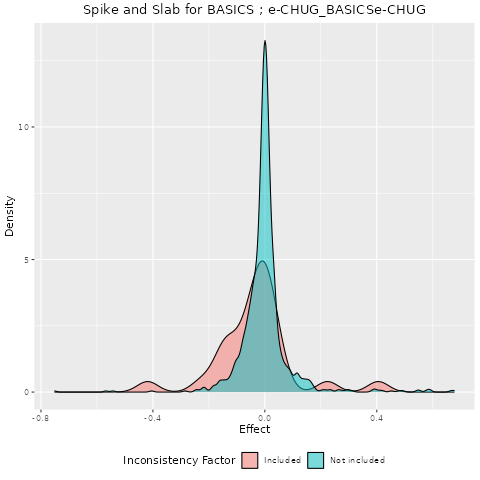 Spike and Slab for BASICS ; e-CHUG_BASICSe-CHUG
Density
10
5
0
-0.8 -0.4 0.0 0.4
Effect
Inconsistency Factor Included Not included